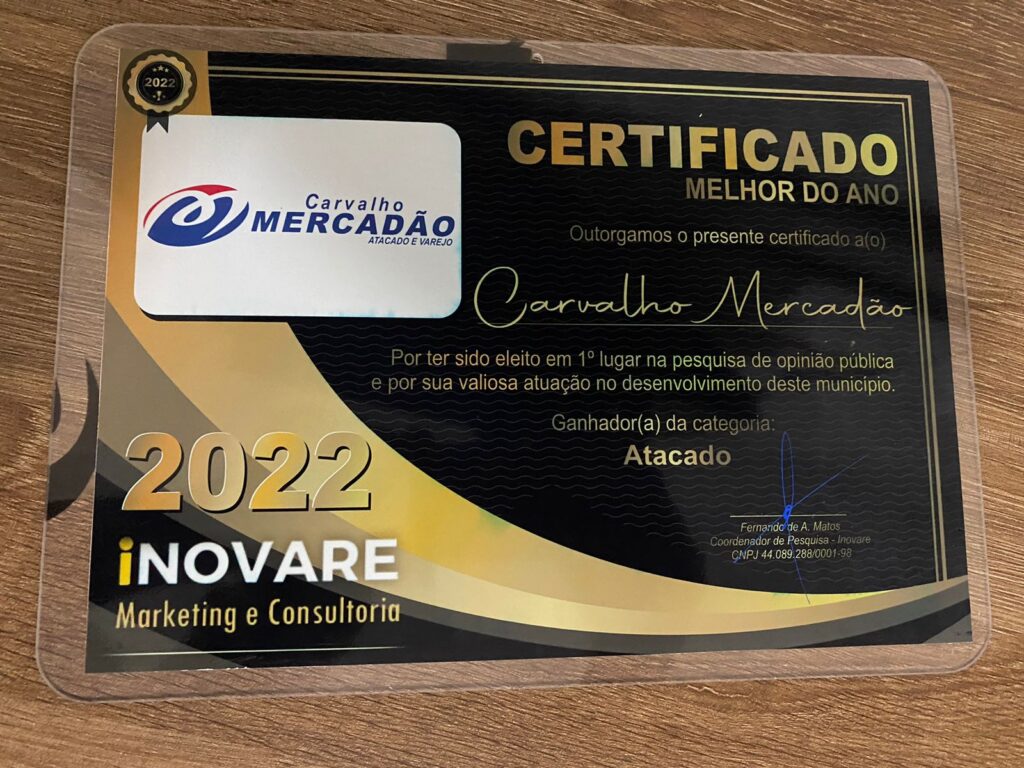 2022
Carvalho
MERCADÃO
ATACADO E VAREJO
CERTIFICADO
MELHOR DO ANO
Outorgamos o presente certificado a(o)
Carvalho Mercadão
Por ter sido eleito em 1º lugar na pesquisa de opinião pública
e por sua valiosa atuação no desenvolvimento deste município.
Ganhador(a) da categoria:
Atacado
Fernando de A. Matos
Coordenador de Pesquisa - Inovare
CNPJ 44.089.288/0001-98
2022
iNOVARE
Marketing e Consultoria